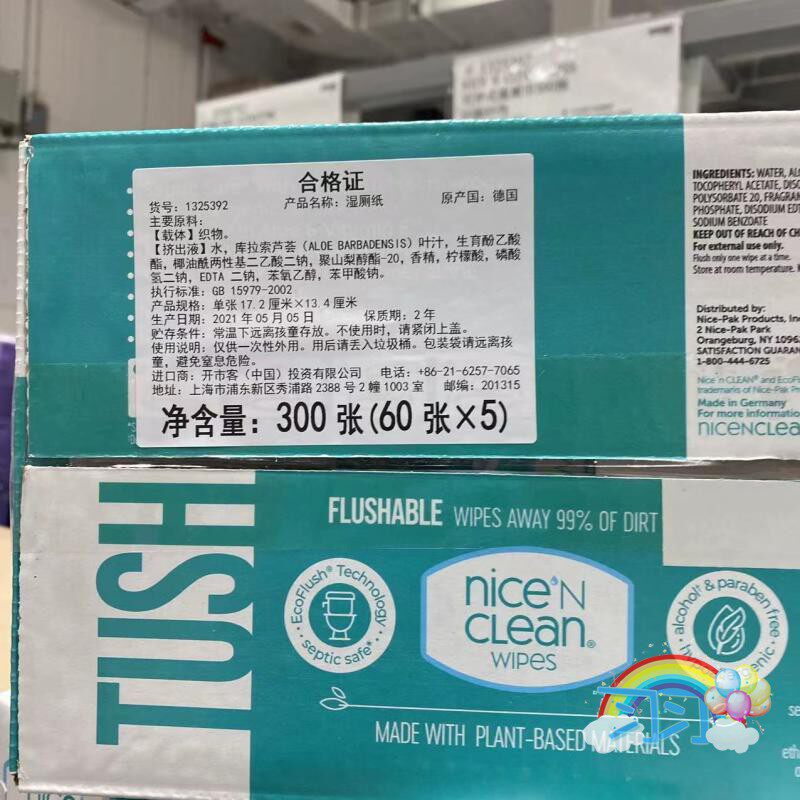 合格证
货号：1325392 产品名称：湿厕纸 原产国：德国
主要原料：
【载体】织物。
【挤出液】水，库拉索芦荟（ALOE BARBADENSIS）叶汁，生育酚乙酸
酯，椰油酰两性基二乙酸二钠，聚山梨醇酯-20，香精，柠檬酸，磷酸
氢二钠，EDTA 二钠，苯氧乙醇，苯甲酸钠。
执行标准：GB 15979-2002
产品规格：单张 17.2 厘米×13.4 厘米
生产日期：2021 年 05 月 05 日 保质期：2 年
贮存条件：常温下远离孩童存放。不使用时，请紧闭上盖。
使用说明：仅供一次性外用。用后请丢入垃圾桶。包装袋请远离孩
童，避免窒息危险。
进口商：开市客（中国）投资有限公司 电话：+86-21-6257-7065
地址：上海市浦东新区秀浦路 2388 号 2 幢 1003 室 邮编：201315
净含量：300 张(60 张×5)
INGREDIENTS: WATER,
TOCOPHERYL ACETATE,
POLYSORBATE 20,
PHOSPHATE, DISODIUM
SODIUM BENZOATE
KEEP OUT OF REACH OF
For external use only.
Flush only one wipe at a time.
Store at room temperature.
Distributed by:
Nice-Pak Products,
2 Nice-Pak Park
Orangeburg, NY
SATISFACTION
1-800-444-6725
Nice 'n CLEAN® and
trademarks of Nice-Pak
Made in Germany
For more
TUSH
FLUSHABLE WIPES AWAY 99% OF DIRT
EcoFlush® Technology
septic safe*
nice'N
CLEAN®
WIPES
& paraben free
MADE WITH PLANT-BASED MATERIALS